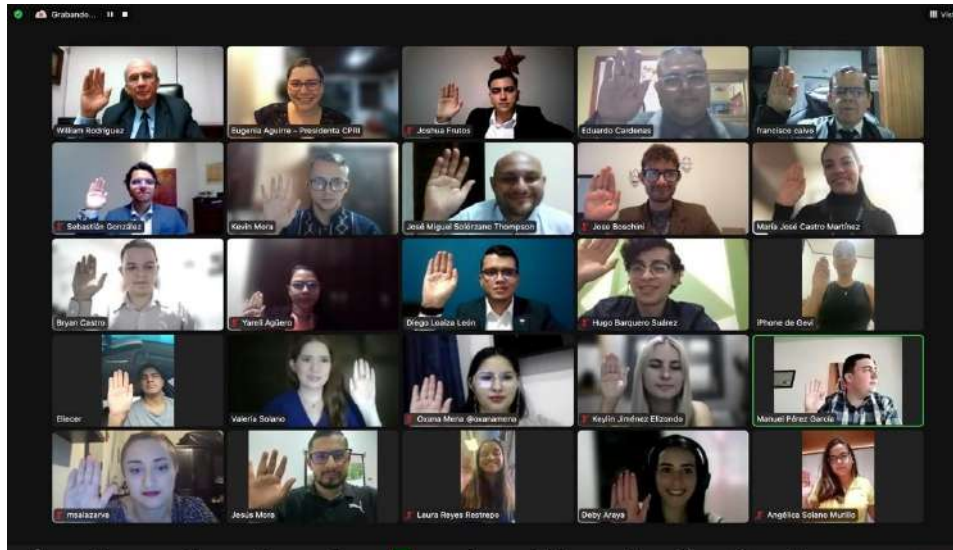 Grabando...
Vis
William Rodríguez
Eugenia Aguirre - Presidenta CPRI
Joshua Frutos
Eduardo Cardenas
francisco calvo
Sebastián González
Kevin Mora
José Miguel Solórzano Thompson
Jose Boschini
María José Castro Martínez
Bryan Castro
Yareli Agüero
Diego Loaiza León
Hugo Barquero Suárez
iPhone de Gevi
Eliecer
Valeria Solano
Oxana Mena @oxanamena
Keylin Jiménez Elizondo
Manuel Pérez García
msalazarva
Jesús Mora
Laura Reyes Restrepo
Deby Araya
Angélica Solano Murillo